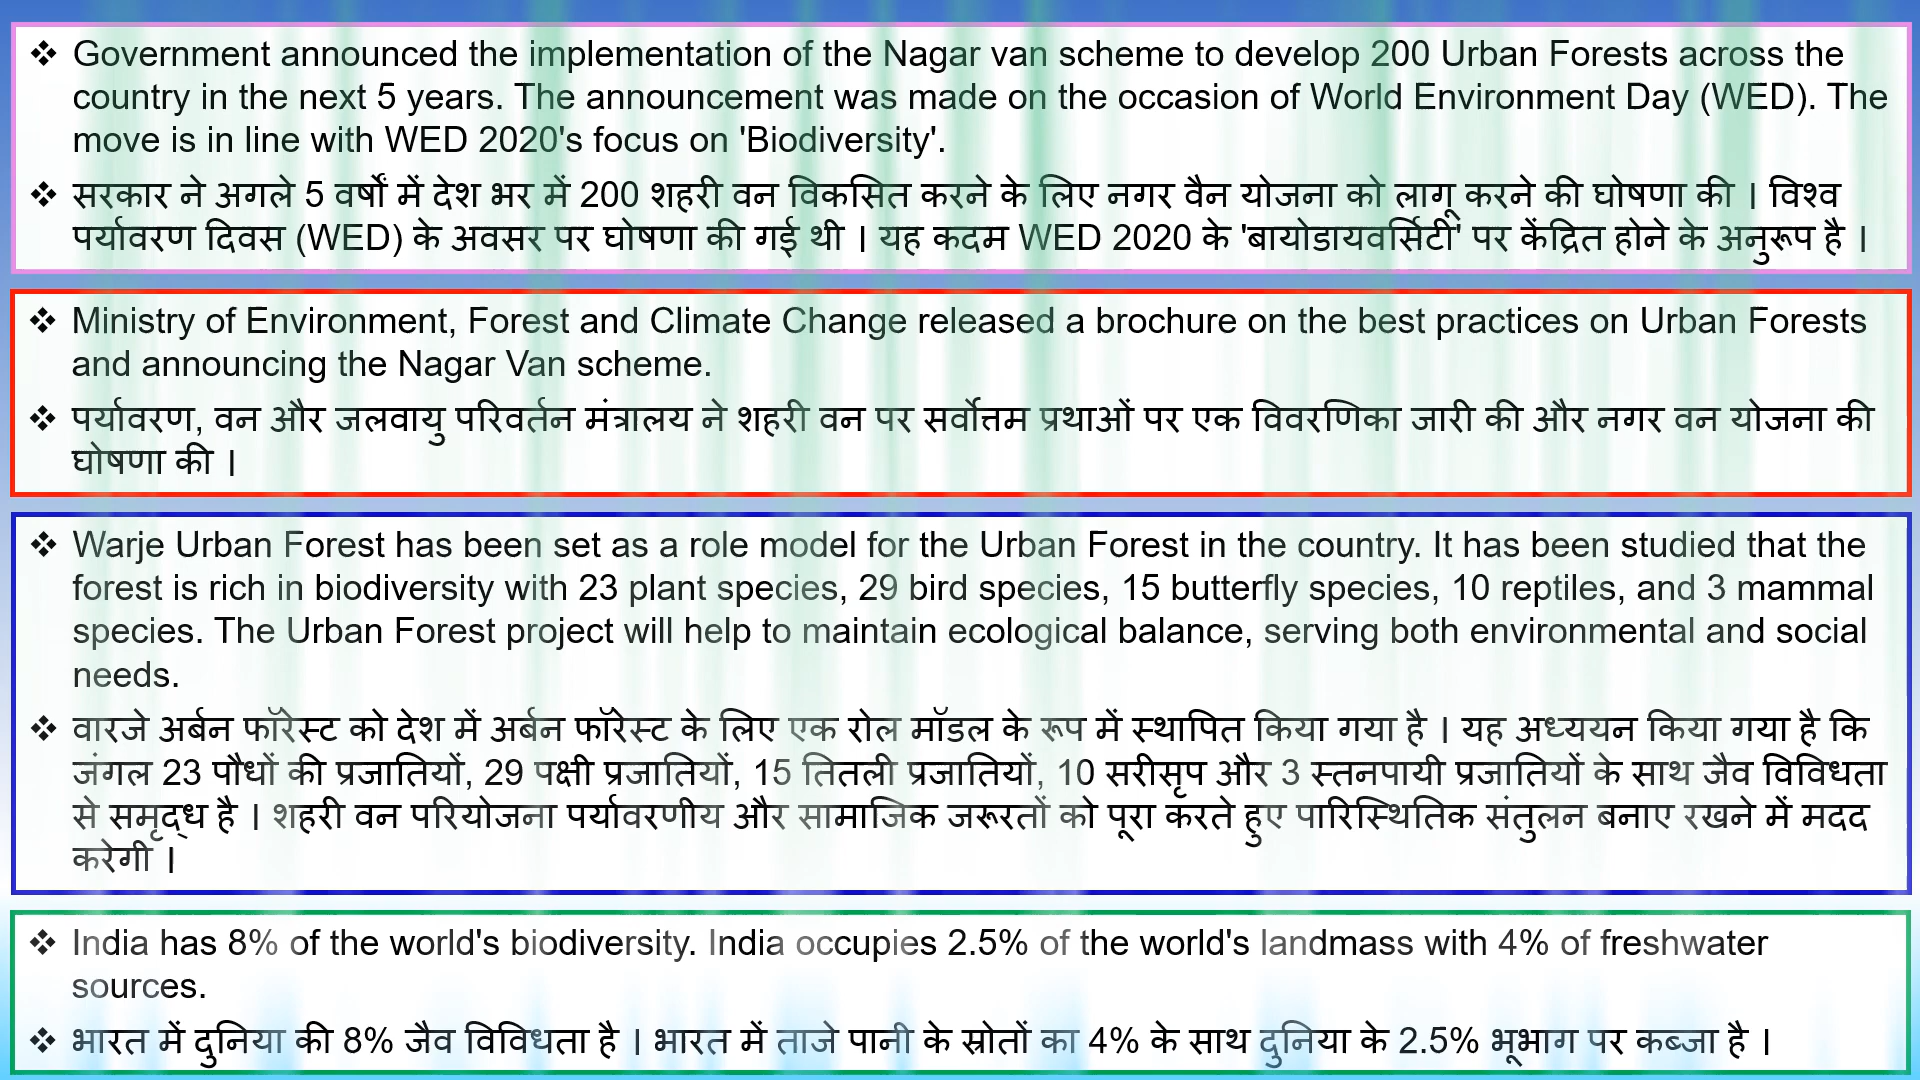 ❖ Government announced the implementation of the Nagar van scheme to develop 200 Urban Forests across the
country in the next 5 years. The announcement was made on the occasion of World Environment Day (WED). The
move is in line with WED 2020's focus on 'Biodiversity'.
❖ सरकार ने अगले 5 वर्षों में देश भर में 200 शहरी वन विकसित करने के लिए नगर वैन योजना को लागू करने की घोषणा की । विश्व
पर्यावरण दिवस (WED) के अवसर पर घोषणा की गई थी । यह कदम WED 2020 के 'बायोडायवर्सिटी' पर केंद्रित होने के अनुरूप है ।
❖ Ministry of Environment, Forest and Climate Change released a brochure on the best practices on Urban Forests
and announcing the Nagar Van scheme.
❖ पर्यावरण, वन और जलवायु परिवर्तन मंत्रालय ने शहरी वन पर सर्वोत्तम प्रथाओं पर एक विवरणिका जारी की और नगर वन योजना की
घोषणा की ।
❖ Warje Urban Forest has been set as a role model for the Urban Forest in the country. It has been studied that the
forest is rich in biodiversity with 23 plant species, 29 bird species, 15 butterfly species, 10 reptiles, and 3 mammal
species. The Urban Forest project will help to maintain ecological balance, serving both environmental and social
needs.
❖ वारजे अर्बन फॉरेस्ट को देश में अर्बन फॉरेस्ट के लिए एक रोल मॉडल के रूप में स्थापित किया गया है । यह अध्ययन किया गया है कि
जंगल 23 पौधों की प्रजातियों, 29 पक्षी प्रजातियों, 15 तितली प्रजातियों, 10 सरीसृप और 3 स्तनपायी प्रजातियों के साथ जैव विविधता
से समृद्ध है । शहरी वन परियोजना पर्यावरणीय और सामाजिक जरूरतों को पूरा करते हुए पारिस्थितिक संतुलन बनाए रखने में मदद
करेगी ।
❖ India has 8% of the world's biodiversity. India occupies 2.5% of the world's landmass with 4% of freshwater
sources.
❖ भारत में दुनिया की 8% जैव विविधता है । भारत में ताजे पानी के स्रोतों का 4% के साथ दुनिया के 2.5% भूभाग पर कब्जा है ।